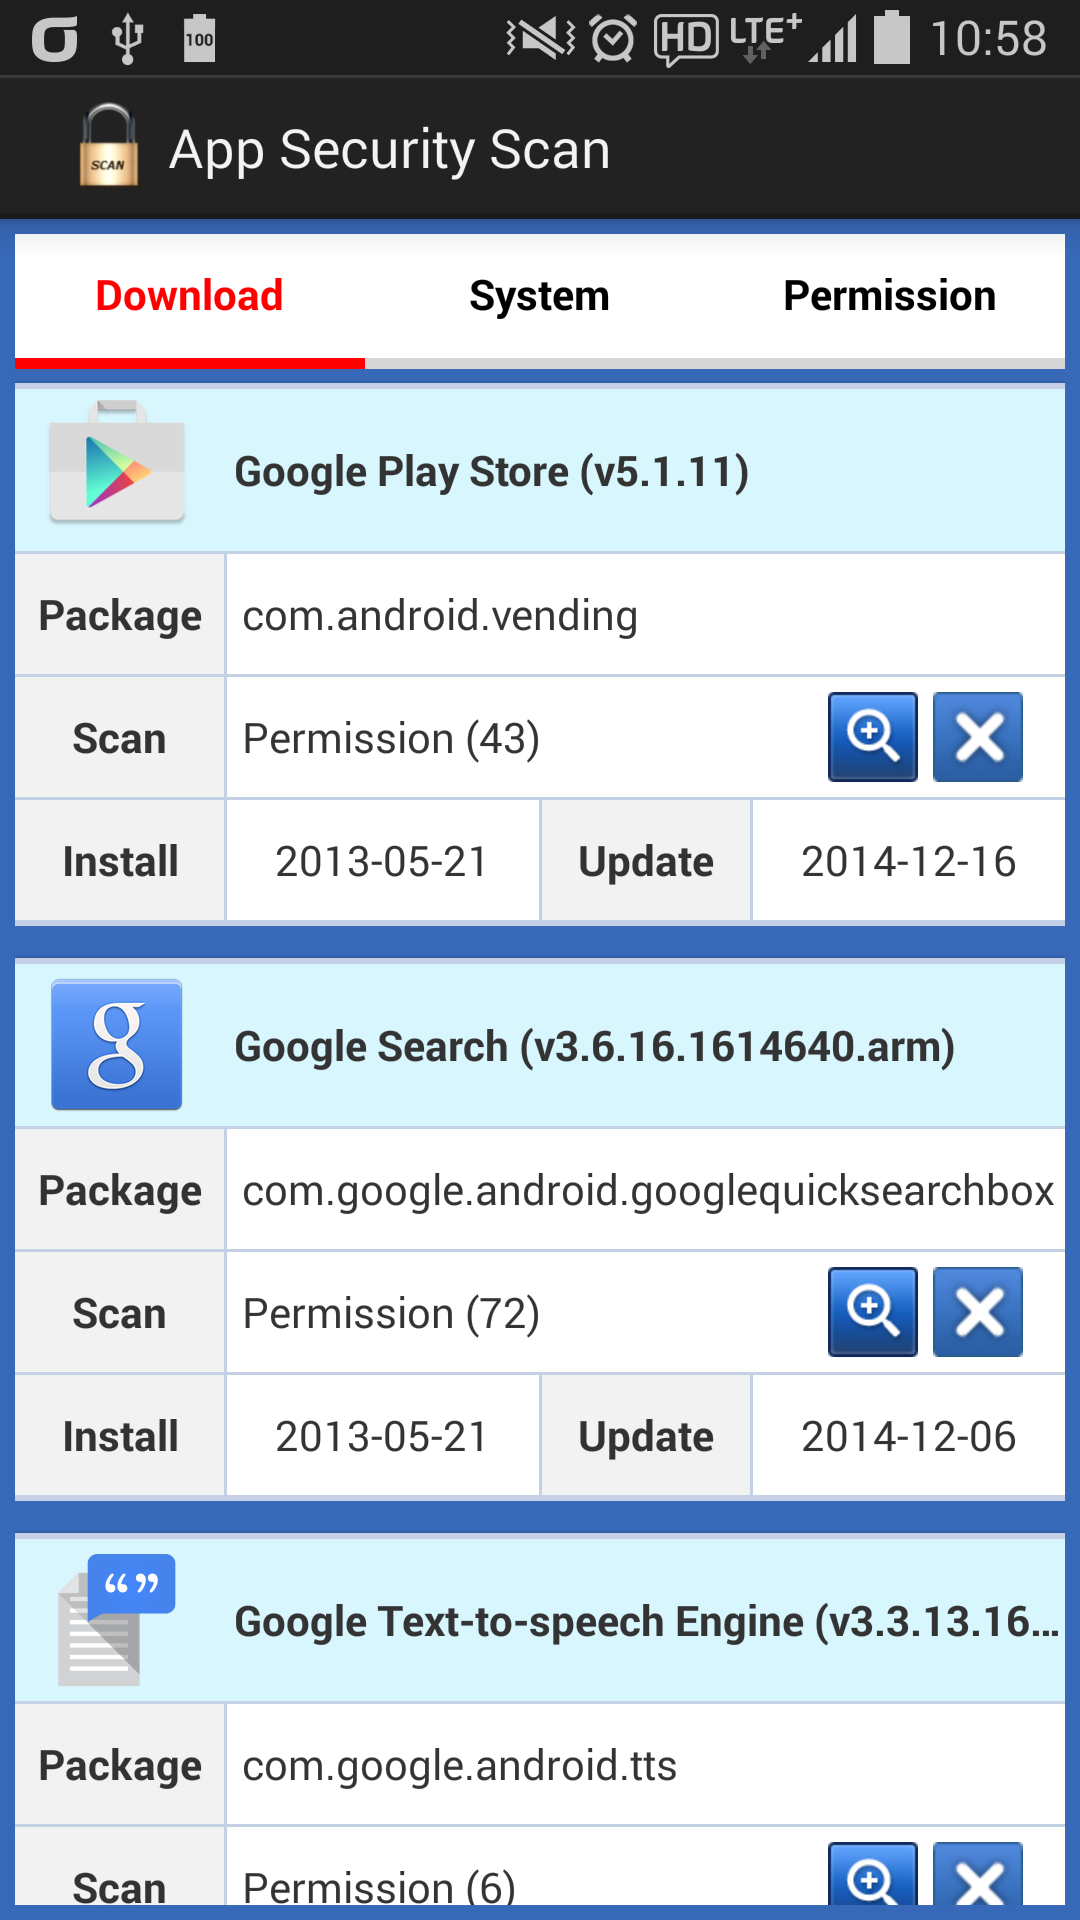 100 HD LTE+ 10:58
SCAN App Security Scan
Download System Permission
Google Play Store (v5.1.11)
Package com.android.vending
Scan Permission (43)
Install 2013-05-21 Update 2014-12-16
g Google Search (v3.6.16.1614640.arm)
Package com.google.android.googlequicksearchbox
Scan Permission (72)
Install 2013-05-21 Update 2014-12-06
“ ” Google Text-to-speech Engine (v3.3.13.16...
Package com.google.android.tts
Scan Permission (6)